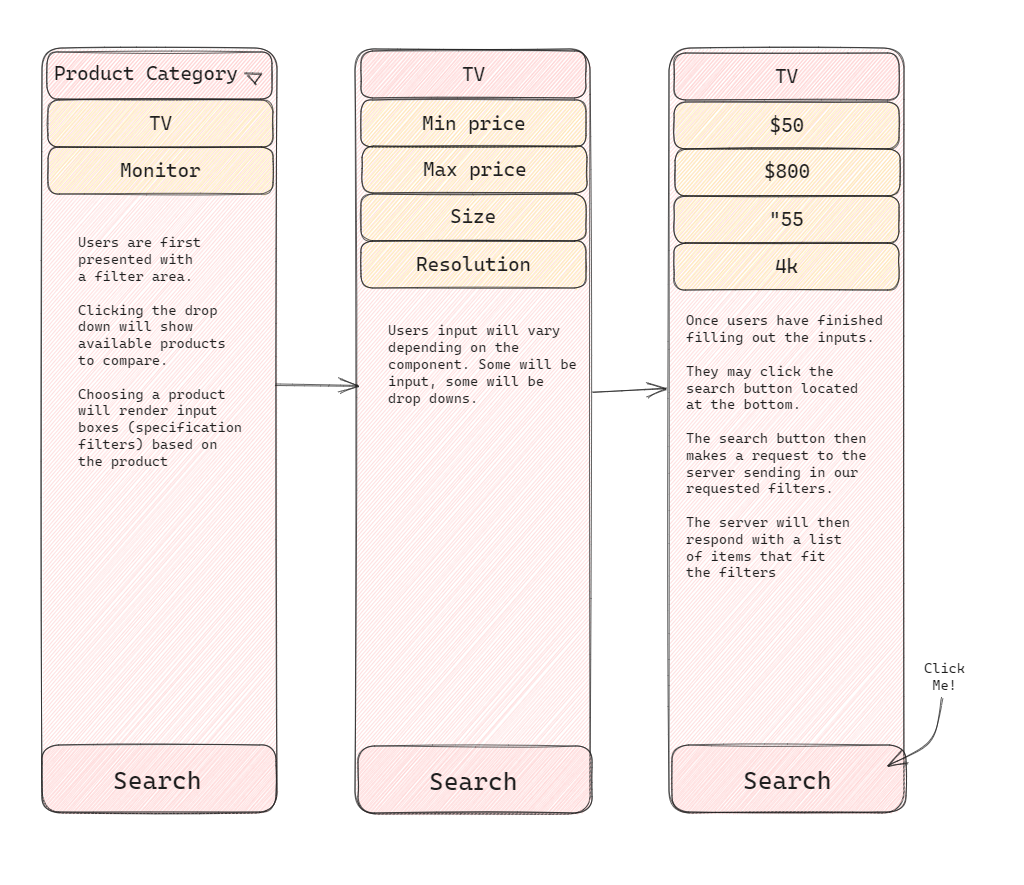 Product Category
TV
Monitor
Users are first
presented with
a filter area.
Clicking the drop
down will show
available products
to compare.
Choosing a product
will render input
boxes (specification
filters) based on
the product
Search
TV
Min price
Max price
Size
Resolution
Users input will vary
depending on the
component. Some will be
input, some will be
drop downs.
Search
TV
$50
$800
"55
4k
Once users have finished
filling out the inputs.
They may click the
search button located
at the bottom.
The search button then
makes a request to the
server sending in our
requested filters.
The server will then
respond with a list
of items that fit
the filters
Search
Click
Me!